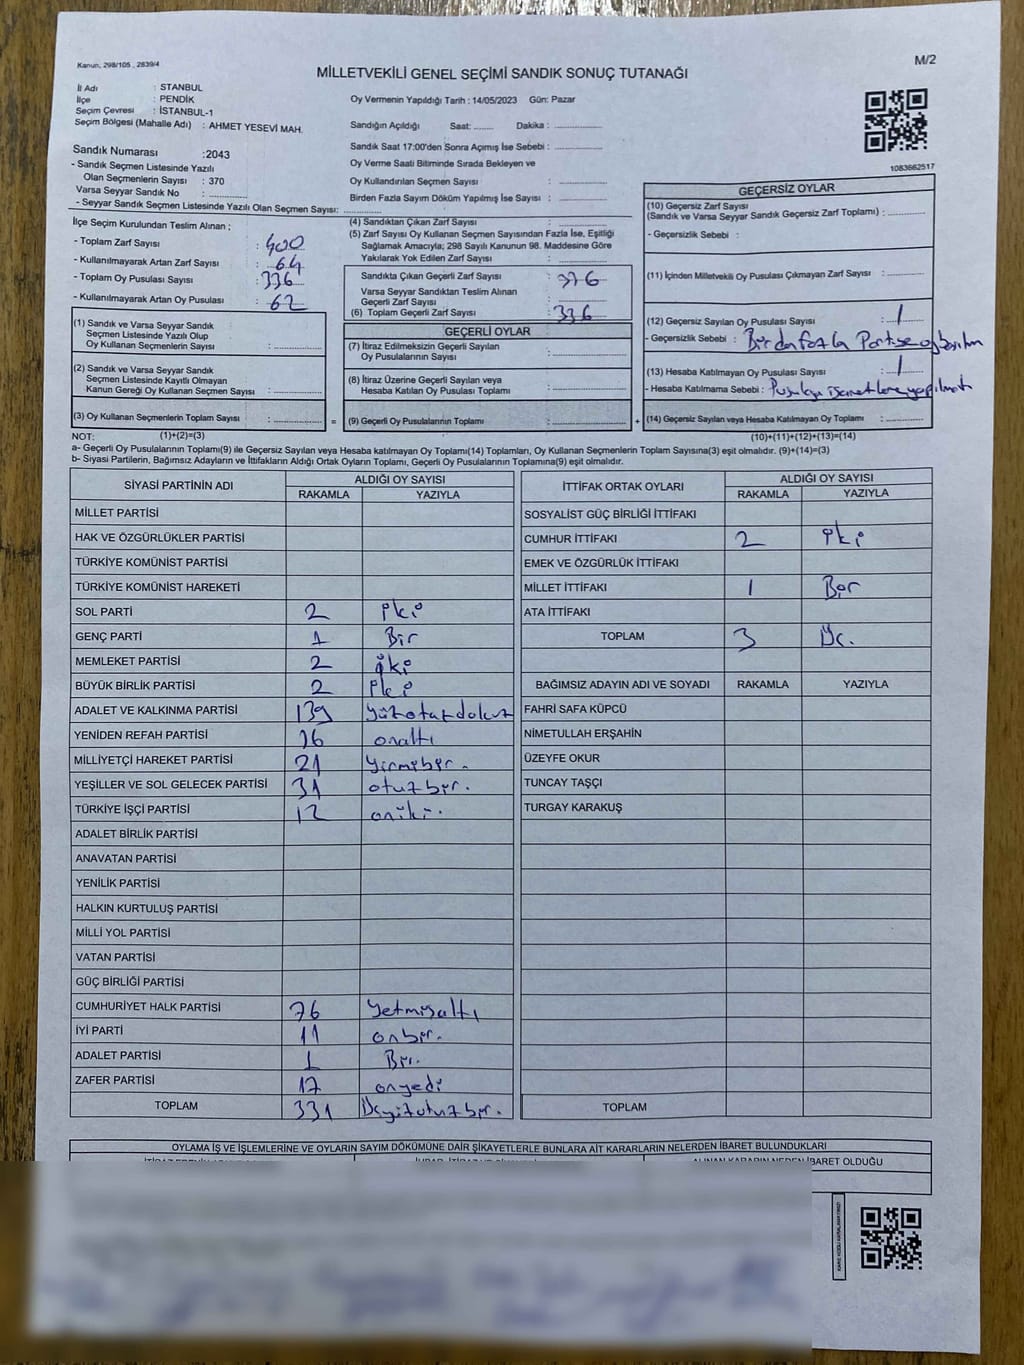 Kanun, 298/105 , 2839/4
M/2
MİLLETVEKİLİ GENEL SEÇİMİ SANDIK SONUÇ TUTANAĞI
İl Adı : STANBUL
İlçe : PENDİK
Seçim Çevresi : İSTANBUL-1
Seçim Bölgesi (Mahalle Adı) : AHMET YESEVİ MAH.
Sandık Numarası :2043
- Sandık Seçmen Listesinde Yazılı
Olan Seçmenlerin Sayısı : 370
Varsa Seyyar Sandık No : ..............
- Seyyar Sandık Seçmen Listesinde Yazılı Olan Seçmen Sayısı: ..............
Oy Vermenin Yapıldığı Tarih : 14/05/2023 Gün: Pazar
Sandığın Açıldığı Saat: ........ Dakika : ..............
Sandık Saat 17:00'den Sonra Açımış İse Sebebi : ..............
Oy Verme Saati Bitiminde Sırada Bekleyen ve
Oy Kullandırılan Seçmen Sayısı : ..............
Birden Fazla Sayım Döküm Yapılmış İse Sayısı : ..............
1083662517
İlçe Seçim Kurulundan Teslim Alınan ;
- Toplam Zarf Sayısı : 400
- Kullanılmayarak Artan Zarf Sayısı : 64
- Toplam Oy Pusulası Sayısı : 336
- Kullanılmayarak Artan Oy Pusulası : 62
(1) Sandık ve Varsa Seyyar Sandık
Seçmen Listesinde Yazılı Olup
Oy Kullanan Seçmenlerin Sayısı : ..............
(2) Sandık ve Varsa Seyyar Sandık
Seçmen Listesinde Kayıtlı Olmayan
Kanun Gereği Oy Kullanan Seçmen Sayısı : ..............
(3) Oy Kullanan Seçmenlerin Toplam Sayısı : ..............
(4) Sandıktan Çıkan Zarf Sayısı : ..............
(5) Zarf Sayısı Oy Kullanan Seçmen Sayısından Fazla İse, Eşitliği
Sağlamak Amacıyla; 298 Sayılı Kanunun 98. Maddesine Göre
Yakılarak Yok Edilen Zarf Sayısı : ..............
Sandıkta Çıkan Geçerli Zarf Sayısı : 336
Varsa Seyyar Sandıktan Teslim Alınan
Geçerli Zarf Sayısı : ..............
(6) Toplam Geçerli Zarf Sayısı : 336
GEÇERLİ OYLAR
(7) İtiraz Edilmeksizin Geçerli Sayılan
Oy Pusulalarının Sayısı : ..............
(8) İtiraz Üzerine Geçerli Sayılan veya
Hesaba Katılan Oy Pusulası Toplamı : ..............
= (9) Geçerli Oy Pusulalarının Toplamı : ..............
GEÇERSİZ OYLAR
(10) Geçersiz Zarf Sayısı
(Sandık ve Varsa Seyyar Sandık Geçersiz Zarf Toplamı) : ..............
- Geçersizlik Sebebi :
(11) İçinden Milletvekili Oy Pusulası Çıkmayan Zarf Sayısı : ..............
(12) Geçersiz Sayılan Oy Pusulası Sayısı : 1
- Geçersizlik Sebebi : Birden fazla Partiye oy basılan
(13) Hesaba Katılmayan Oy Pusulası Sayısı : 1
- Hesaba Katılmama Sebebi : Pusulayı işaretleme yapılmadı
+ (14) Geçersiz Sayılan veya Hesaba Katılmayan Oy Toplamı : ..............
NOT: (1)+(2)=(3) (10)+(11)+(12)+(13)=(14)
a- Geçerli Oy Pusulalarının Toplamı(9) ile Geçersiz Sayılan veya Hesaba katılmayan Oy Toplamı(14) Toplamları, Oy Kullanan Seçmenlerin Toplam Sayısına(3) eşit olmalıdır. (9)+(14)=(3)
b- Siyasi Partilerin, Bağımsız Adayların ve İttifakların Aldığı Ortak Oyların Toplamı, Geçerli Oy Pusulalarının Toplamına(9) eşit olmalıdır.
SİYASİ PARTİNİN ADI ALDIĞI OY SAYISI
RAKAMLA YAZIYLA
MİLLET PARTİSİ
HAK VE ÖZGÜRLÜKLER PARTİSİ
TÜRKİYE KOMÜNİST PARTİSİ
TÜRKİYE KOMÜNİST HAREKETİ
SOL PARTİ 2 iki
GENÇ PARTİ 1 Bir
MEMLEKET PARTİSİ 2 iki
BÜYÜK BİRLİK PARTİSİ 2 iki
ADALET VE KALKINMA PARTİSİ 139 yüzotuzdokuz
YENİDEN REFAH PARTİSİ 16 onaltı
MİLLİYETÇİ HAREKET PARTİSİ 21 yirmibir.
YEŞİLLER VE SOL GELECEK PARTİSİ 31 otuzbir.
TÜRKİYE İŞÇİ PARTİSİ 12 oniki.
ADALET BİRLİK PARTİSİ
ANAVATAN PARTİSİ
YENİLİK PARTİSİ
HALKIN KURTULUŞ PARTİSİ
MİLLİ YOL PARTİSİ
VATAN PARTİSİ
GÜÇ BİRLİĞİ PARTİSİ
CUMHURİYET HALK PARTİSİ 76 yetmişaltı
İYİ PARTİ 11 onbir.
ADALET PARTİSİ 1 Bir.
ZAFER PARTİSİ 17 onyedi
TOPLAM 331 Üçyüzotuzbir.
İTTİFAK ORTAK OYLARI ALDIĞI OY SAYISI
RAKAMLA YAZIYLA
SOSYALİST GÜÇ BİRLİĞİ İTTİFAKI
CUMHUR İTTİFAKI 2 iki
EMEK VE ÖZGÜRLÜK İTTİFAKI
MİLLET İTTİFAKI 1 Bir
ATA İTTİFAKI
TOPLAM 3 Üç.
BAĞIMSIZ ADAYIN ADI VE SOYADI RAKAMLA YAZIYLA
FAHRİ SAFA KÜPCÜ
NİMETULLAH ERŞAHİN
ÜZEYFE OKUR
TUNCAY TAŞÇI
TURGAY KARAKUŞ
TOPLAM
OYLAMA İŞ VE İŞLEMLERİNE VE OYLARIN SAYIM DÖKÜMÜNE DAİR ŞİKAYETLERLE BUNLARA AİT KARARLARIN NELERDEN İBARET BULUNDUKLARI
ALINAN KARARIN NEDEN İBARET OLDUĞU